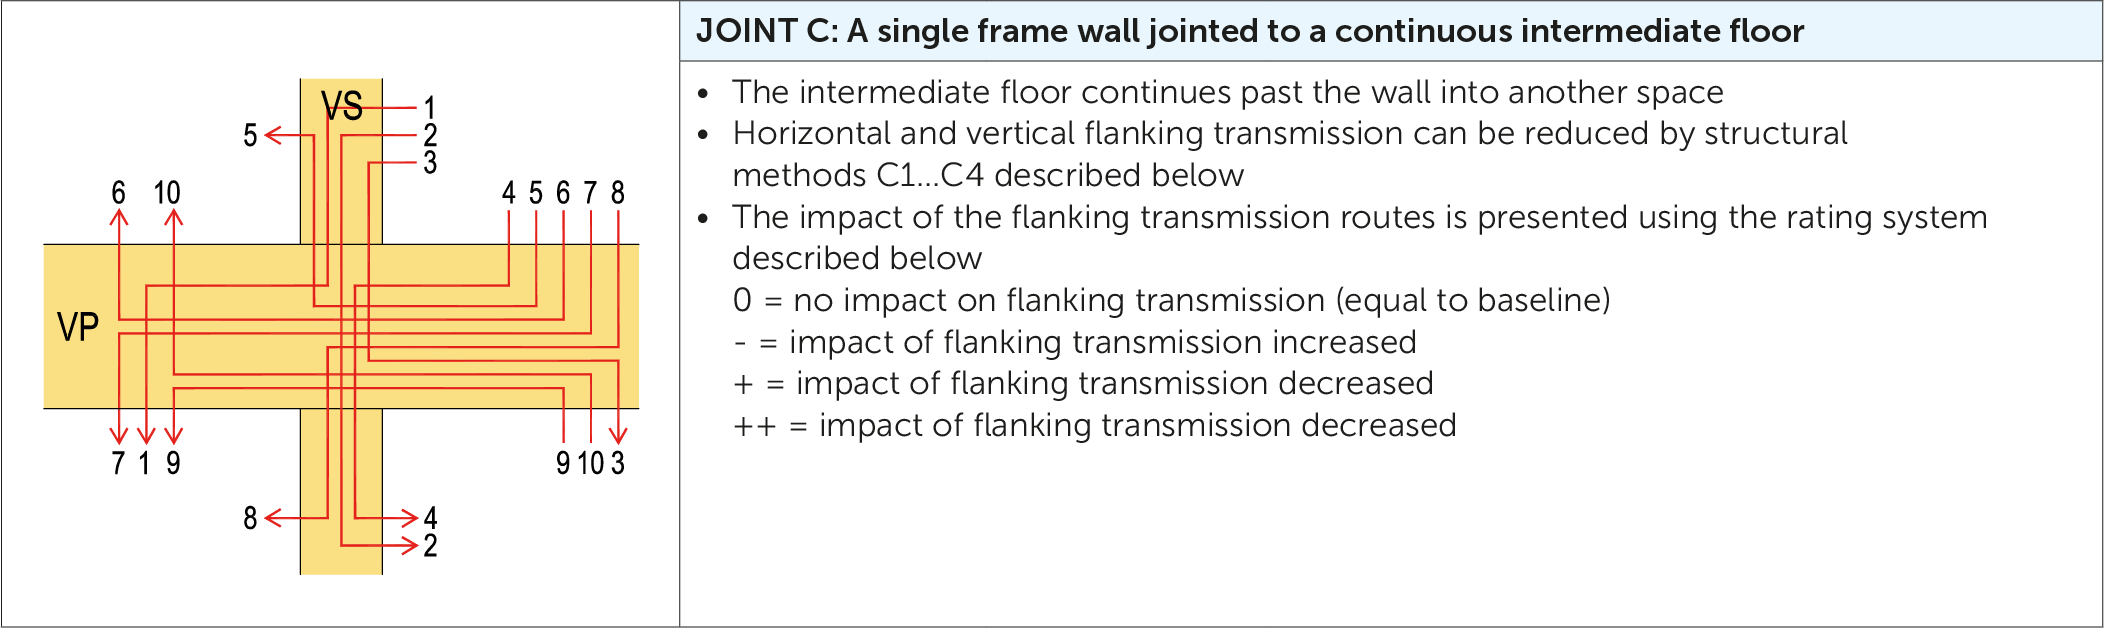 VS
1
5
2
3
6 10
4 5 6 7 8
VP
7 1 9
9 10 3
8
4
2
JOINT C: A single frame wall jointed to a continuous intermediate floor
• The intermediate floor continues past the wall into another space
• Horizontal and vertical flanking transmission can be reduced by structural
methods C1...C4 described below
• The impact of the flanking transmission routes is presented using the rating system
described below
0 = no impact on flanking transmission (equal to baseline)
- = impact of flanking transmission increased
+ = impact of flanking transmission decreased
++ = impact of flanking transmission decreased